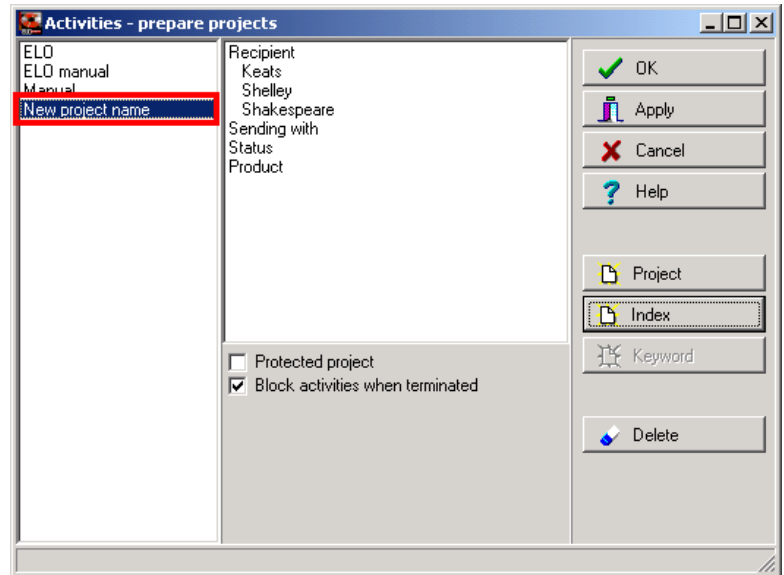 Activities - prepare projects
ELO
ELO manual
Manual
New project name
Recipient
Keats
Shelley
Shakespeare
Sending with
Status
Product
Protected project
Block activities when terminated
OK
Apply
Cancel
Help
Project
Index
Keyword
Delete